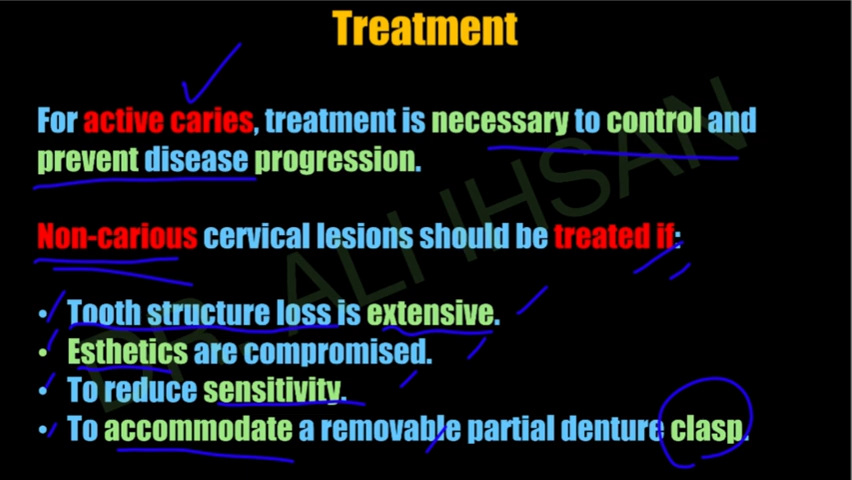 Treatment
For active caries, treatment is necessary to control and
prevent disease progression.
Non-carious cervical lesions should be treated if:
• Tooth structure loss is extensive.
• Esthetics are compromised.
• To reduce sensitivity.
• To accommodate a removable partial denture clasp.
DR. ALI IHSAN